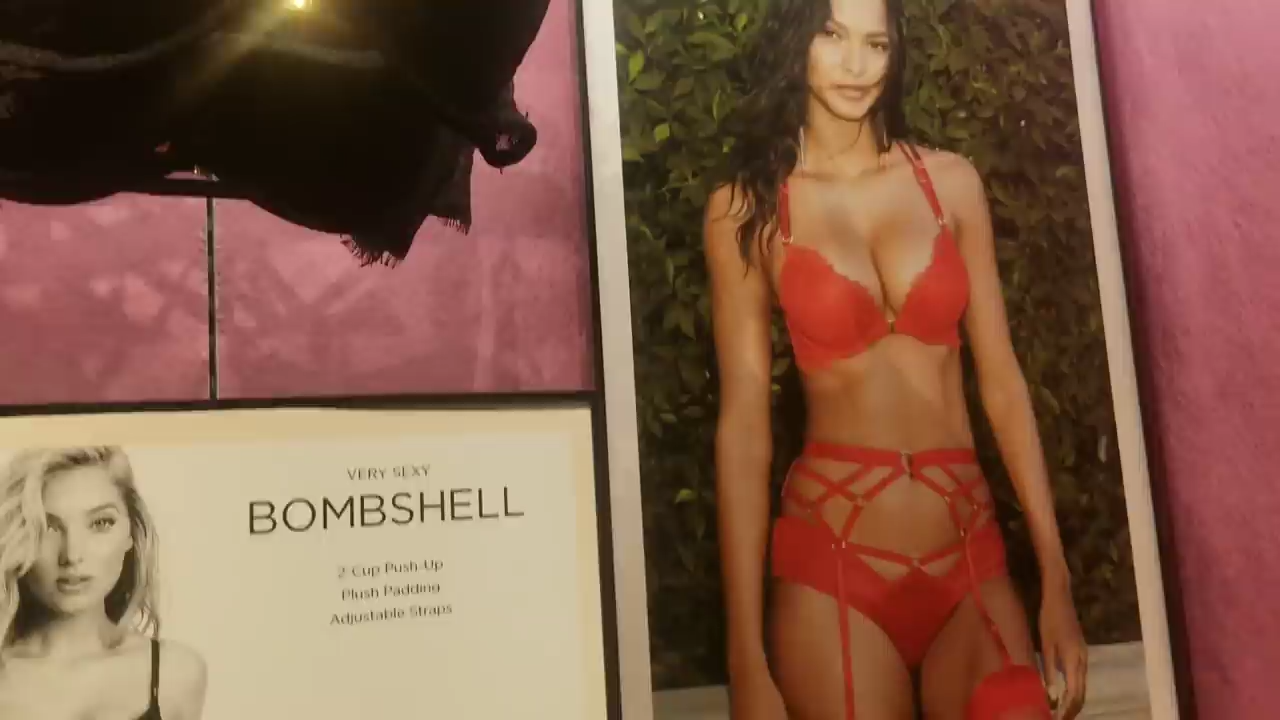 VERY SEXY
BOMBSHELL
2 Cup Push-Up
Plush Padding
Adjustable Straps